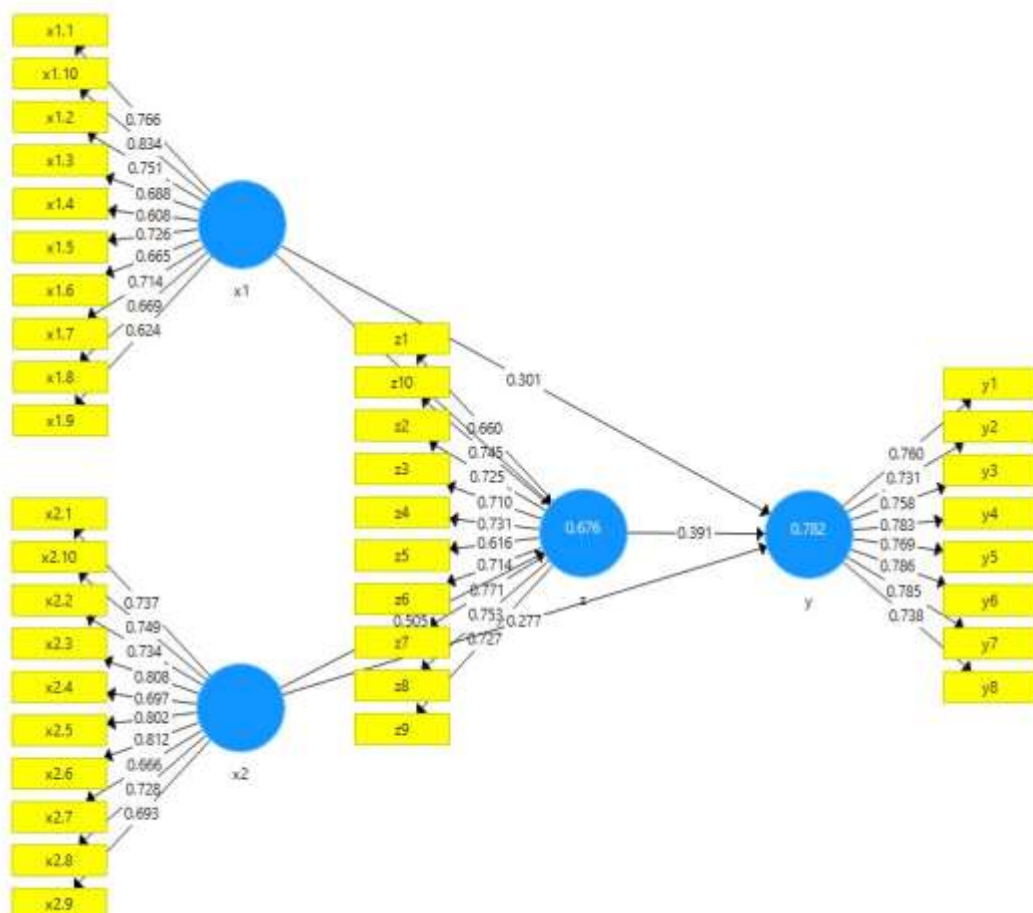 x1.1
x1.10
x1.2
x1.3
x1.4
x1.5
x1.6
x1.7
x1.8
x1.9
0.766
0.834
0.751
0.688
0.608
0.726
0.665
0.714
0.669
0.624
x1
x2.1
x2.10
x2.2
x2.3
x2.4
x2.5
x2.6
x2.7
x2.8
x2.9
0.737
0.749
0.734
0.808
0.697
0.802
0.812
0.666
0.728
0.693
x2
z1
z10
z2
z3
z4
z5
z6
z7
z8
z9
0.660
0.745
0.725
0.710
0.731
0.616
0.714
0.771
0.753
0.727
0.505
0.676
z
0.301
0.391
0.277
0.782
y
0.760
0.731
0.758
0.783
0.769
0.786
0.785
0.738
y1
y2
y3
y4
y5
y6
y7
y8